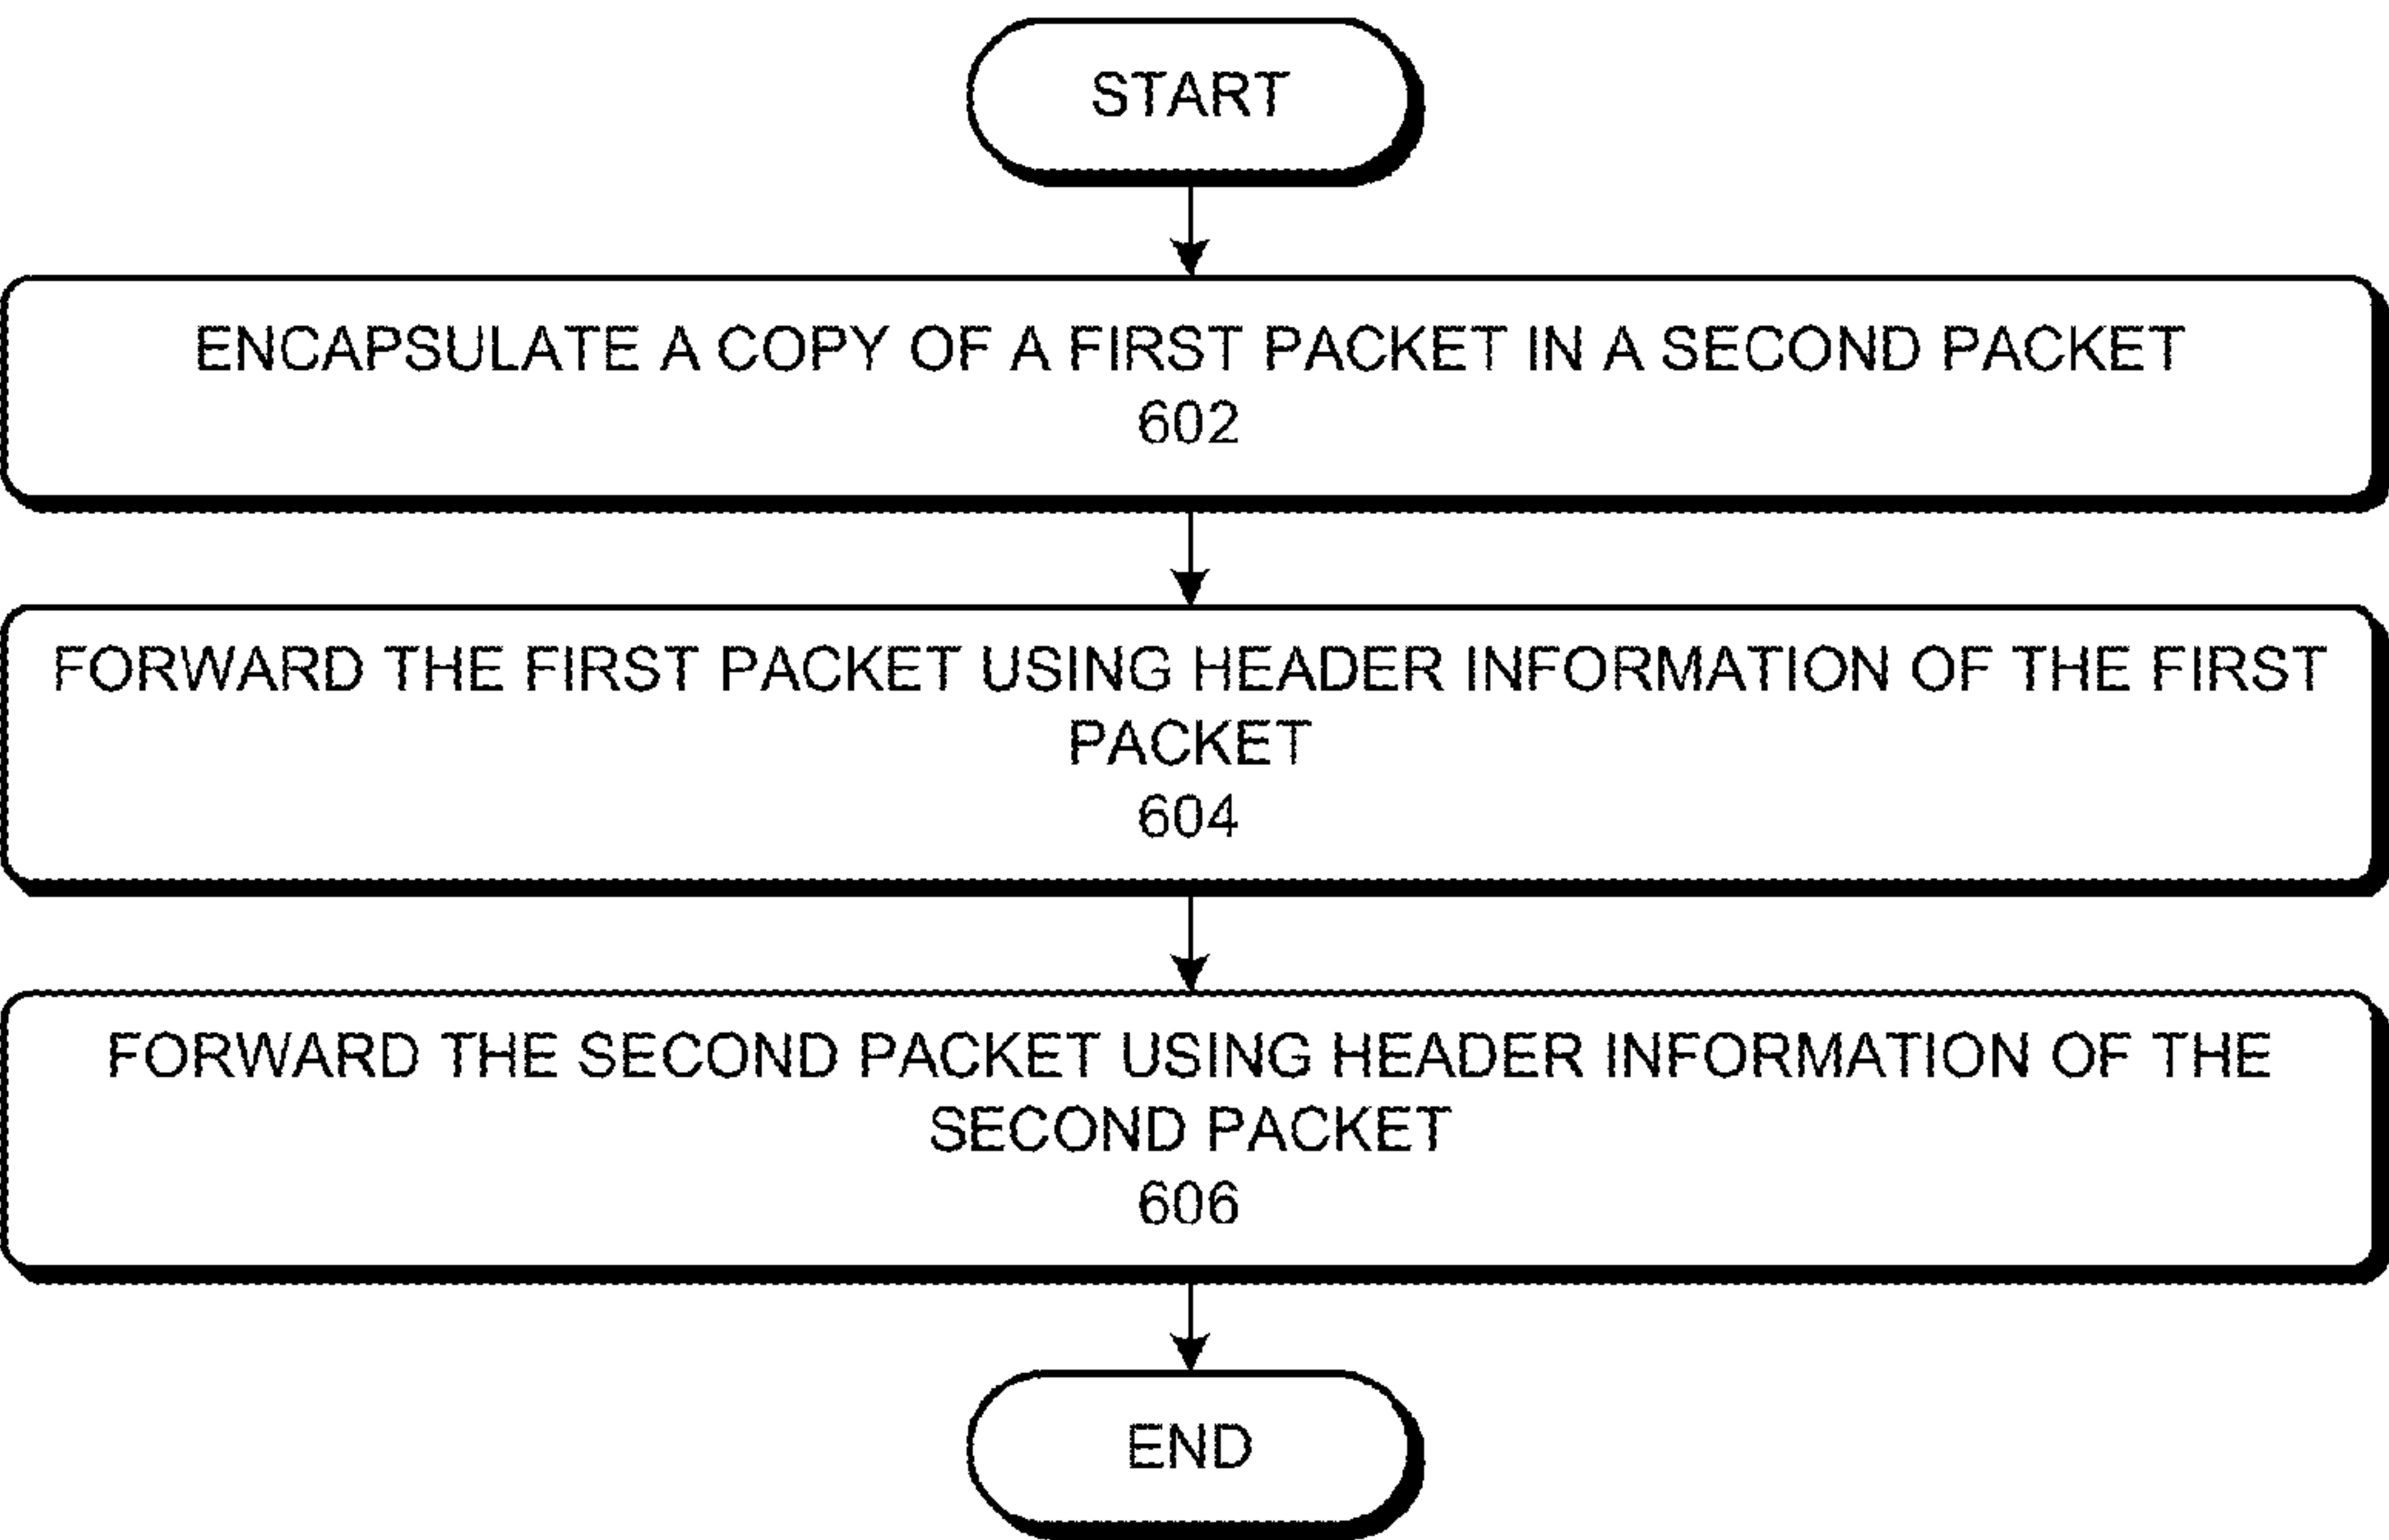 START
ENCAPSULATE A COPY OF A FIRST PACKET IN A SECOND PACKET
602
FORWARD THE FIRST PACKET USING HEADER INFORMATION OF THE FIRST
PACKET
604
FORWARD THE SECOND PACKET USING HEADER INFORMATION OF THE
SECOND PACKET
606
END